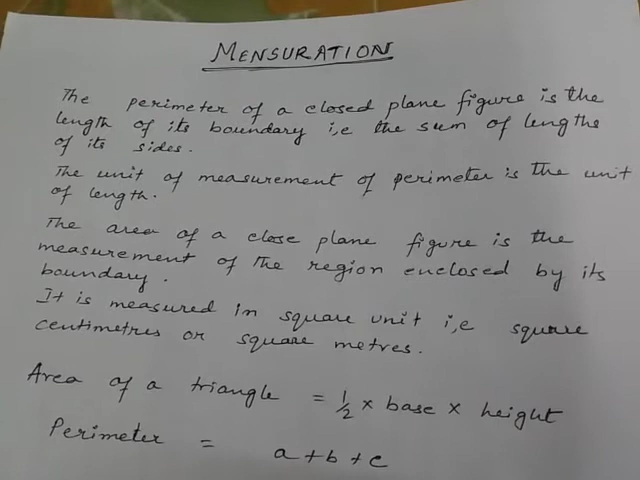 MENSURATION
The perimeter of a closed plane figure is the
length of its boundary i,e the sum of lengths
of its sides.
The unit of measurement of perimeter is the unit
of length.
The area of a close plane figure is the
measurement of the region enclosed by its
boundary.
It is measured in square unit i,e square
centimetres or square metres.
Area of a triangle = 1/2 × base × height
Perimeter = a+b+c